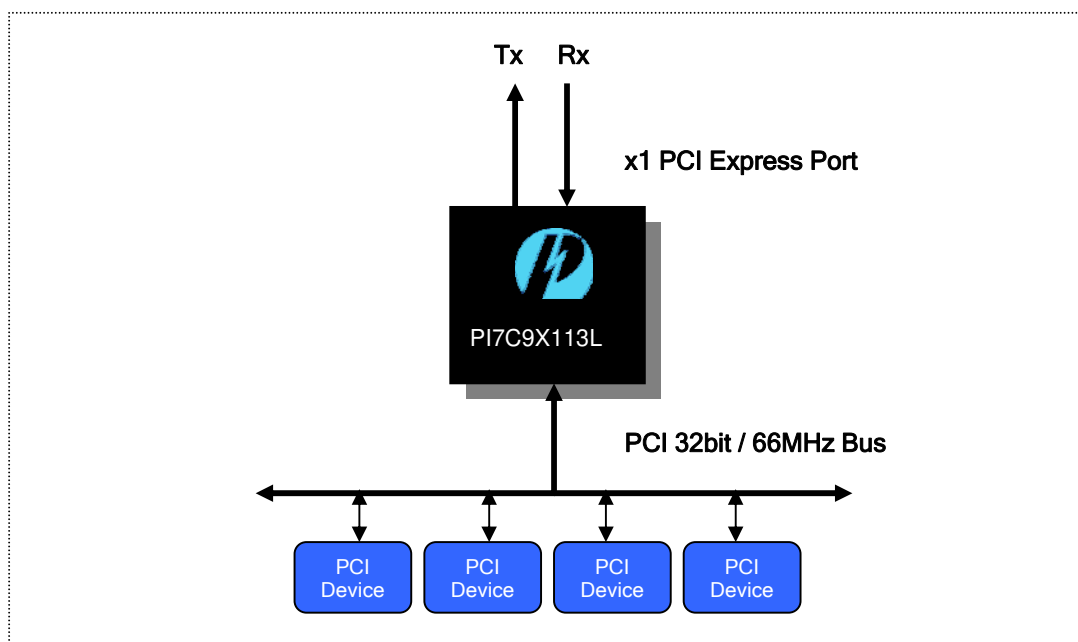 Tx Rx
x1 PCI Express Port
PI7C9X113L
PCI 32bit / 66MHz Bus
PCI
Device
PCI
Device
PCI
Device
PCI
Device